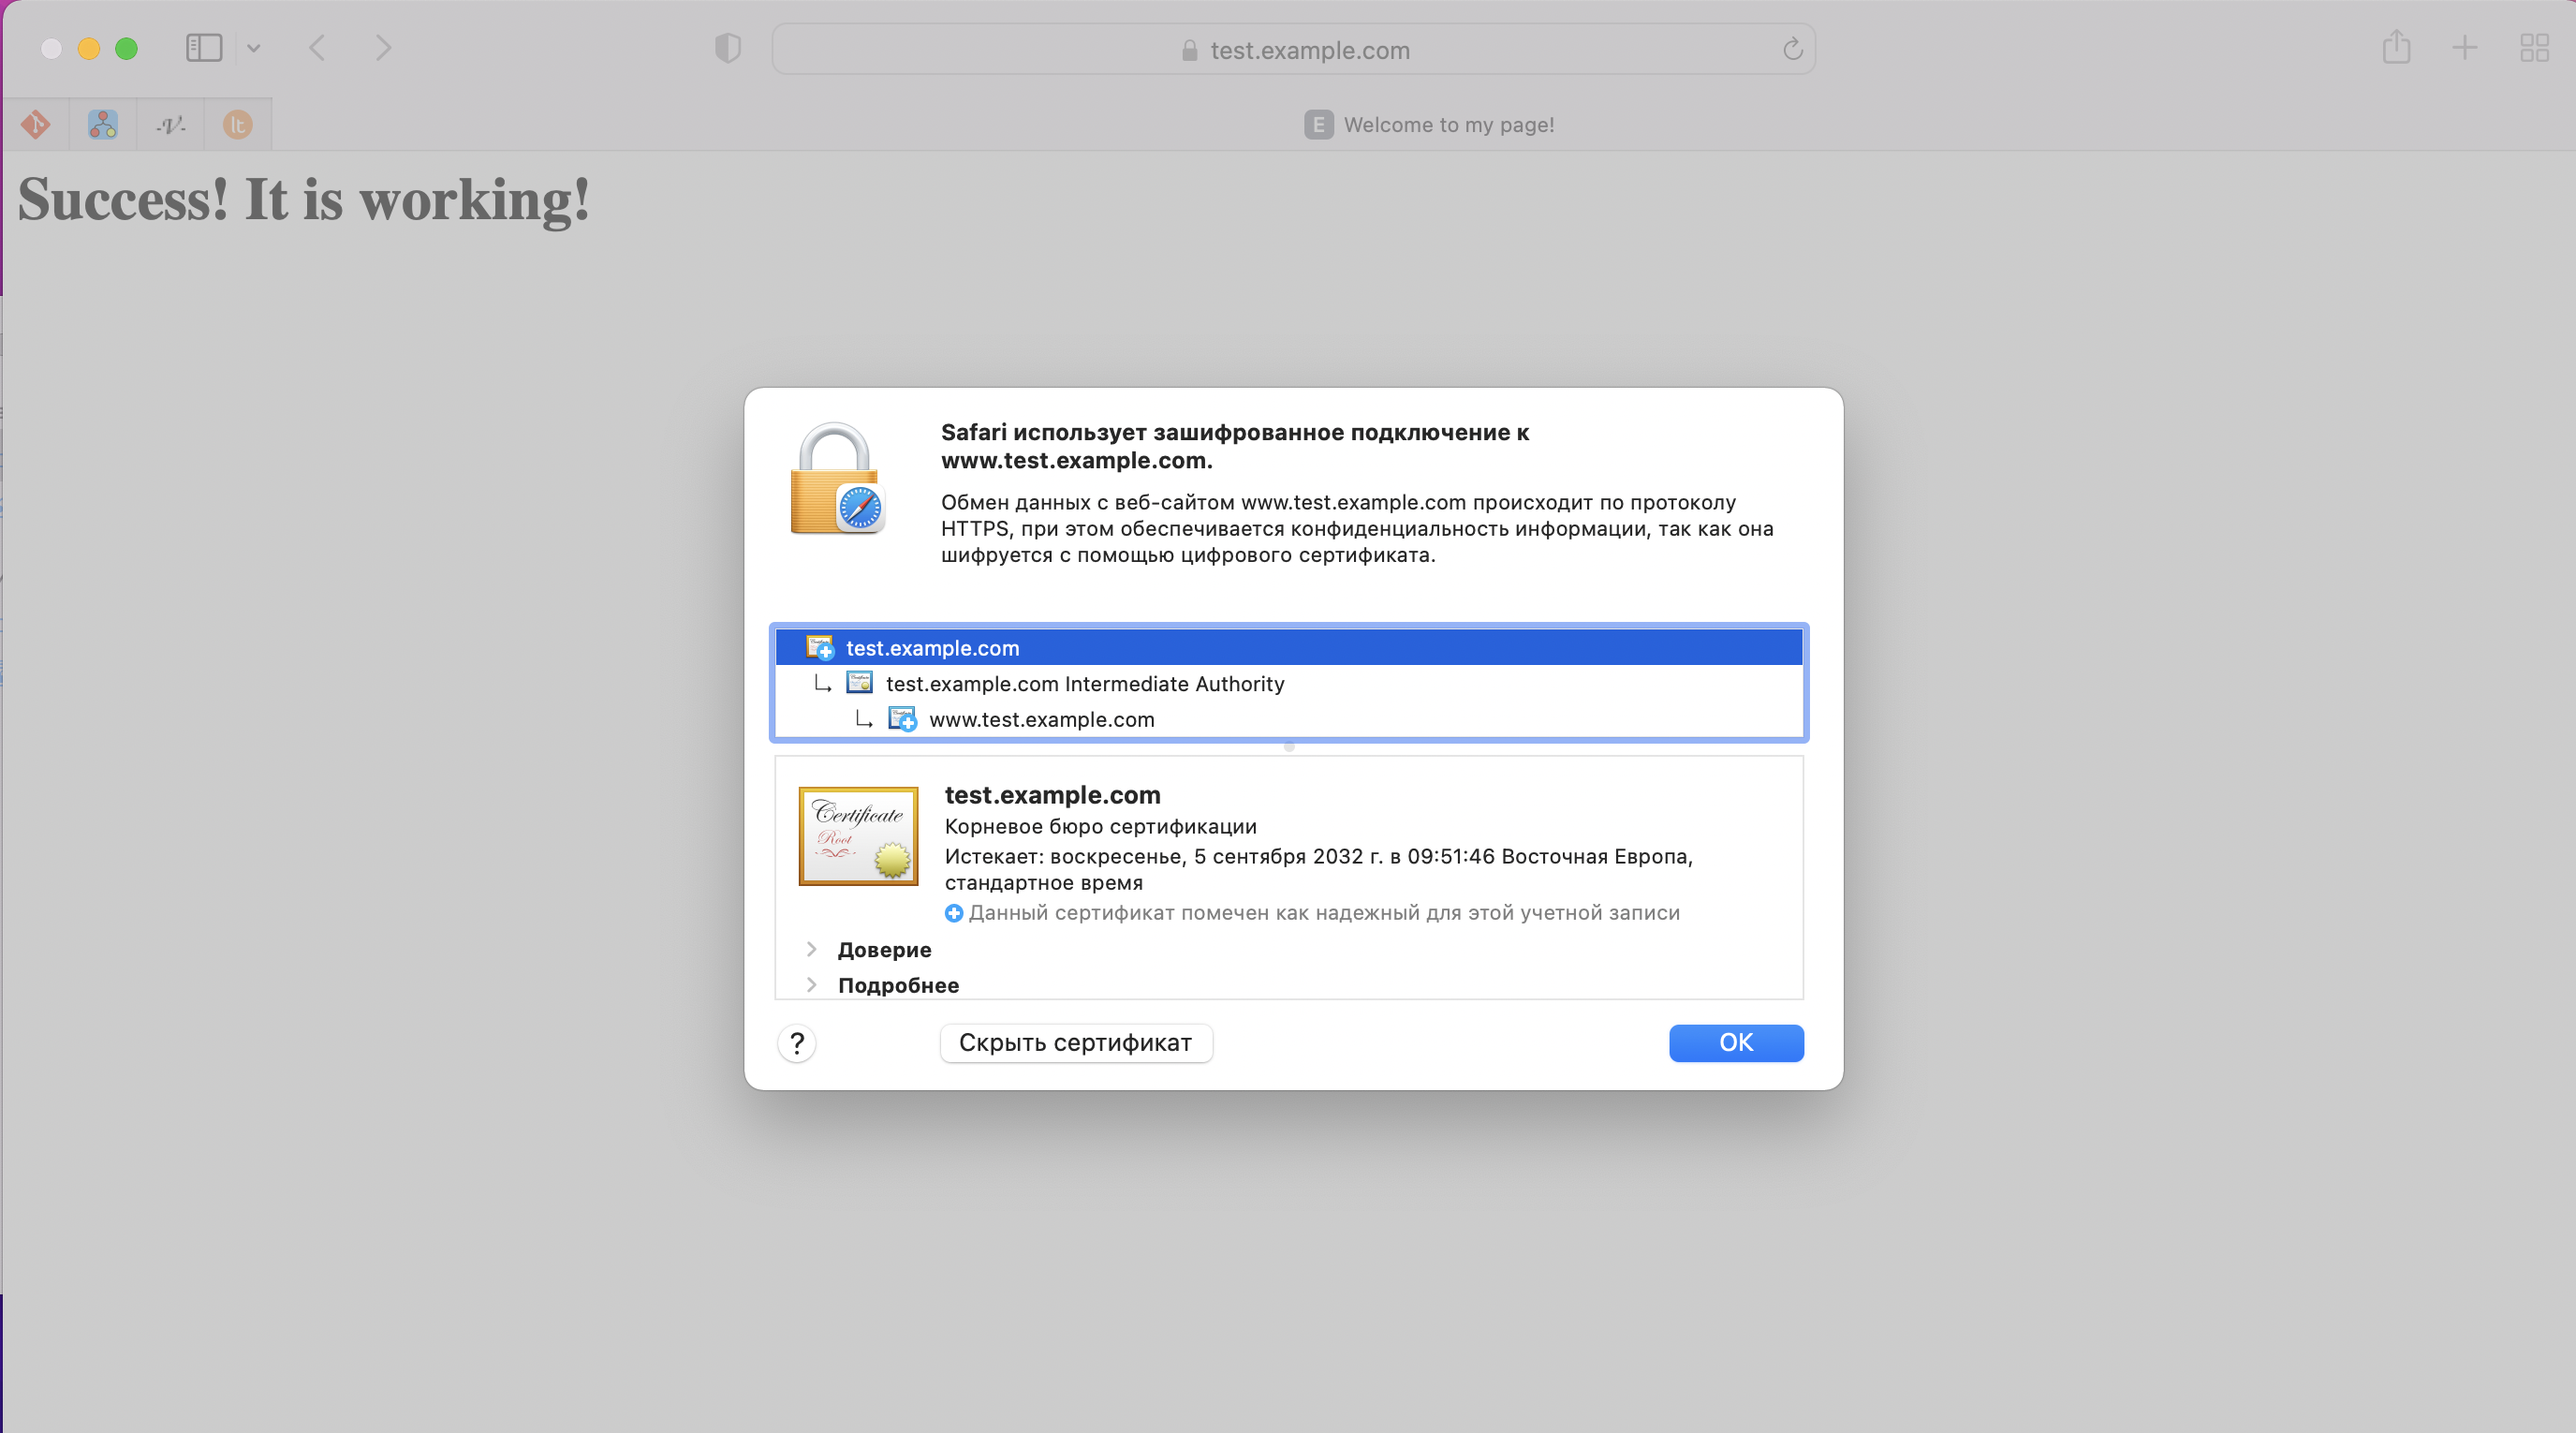 test.example.com
-V-
lt
E Welcome to my page!
Success! It is working!
Safari использует зашифрованное подключение к
www.test.example.com.
Обмен данных с веб-сайтом www.test.example.com происходит по протоколу
HTTPS, при этом обеспечивается конфиденциальность информации, так как она
шифруется с помощью цифрового сертификата.
test.example.com
test.example.com Intermediate Authority
www.test.example.com
Certificate
Root
test.example.com
Корневое бюро сертификации
Истекает: воскресенье, 5 сентября 2032 г. в 09:51:46 Восточная Европа,
стандартное время
Данный сертификат помечен как надежный для этой учетной записи
Доверие
Подробнее
?
Скрыть сертификат
OK